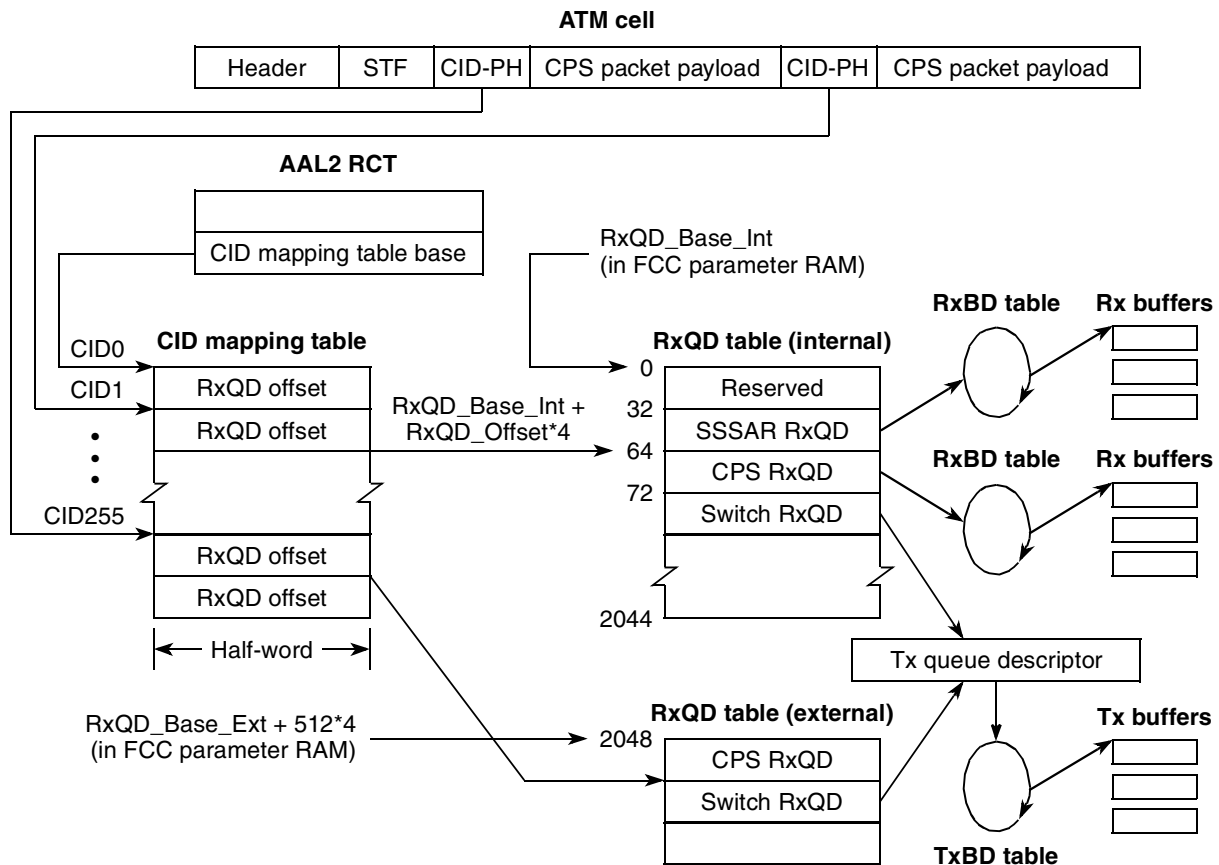 ATM cell
Header STF CID-PH CPS packet payload CID-PH CPS packet payload
AAL2 RCT
CID mapping table base
RxQD_Base_Int
(in FCC parameter RAM)
RxBD table
Rx buffers
CID0
CID mapping table
RxQD table (internal)
0
RxQD offset
Reserved
CID1
32
RxQD_Base_Int +
RxQD_Offset*4
RxQD offset
SSSAR RxQD
64
RxBD table
Rx buffers
CPS RxQD
72
CID255
Switch RxQD
RxQD offset
RxQD offset
2044
Half-word
Tx queue descriptor
RxQD_Base_Ext + 512*4
(in FCC parameter RAM)
RxQD table (external)
Tx buffers
2048
CPS RxQD
Switch RxQD
TxBD table